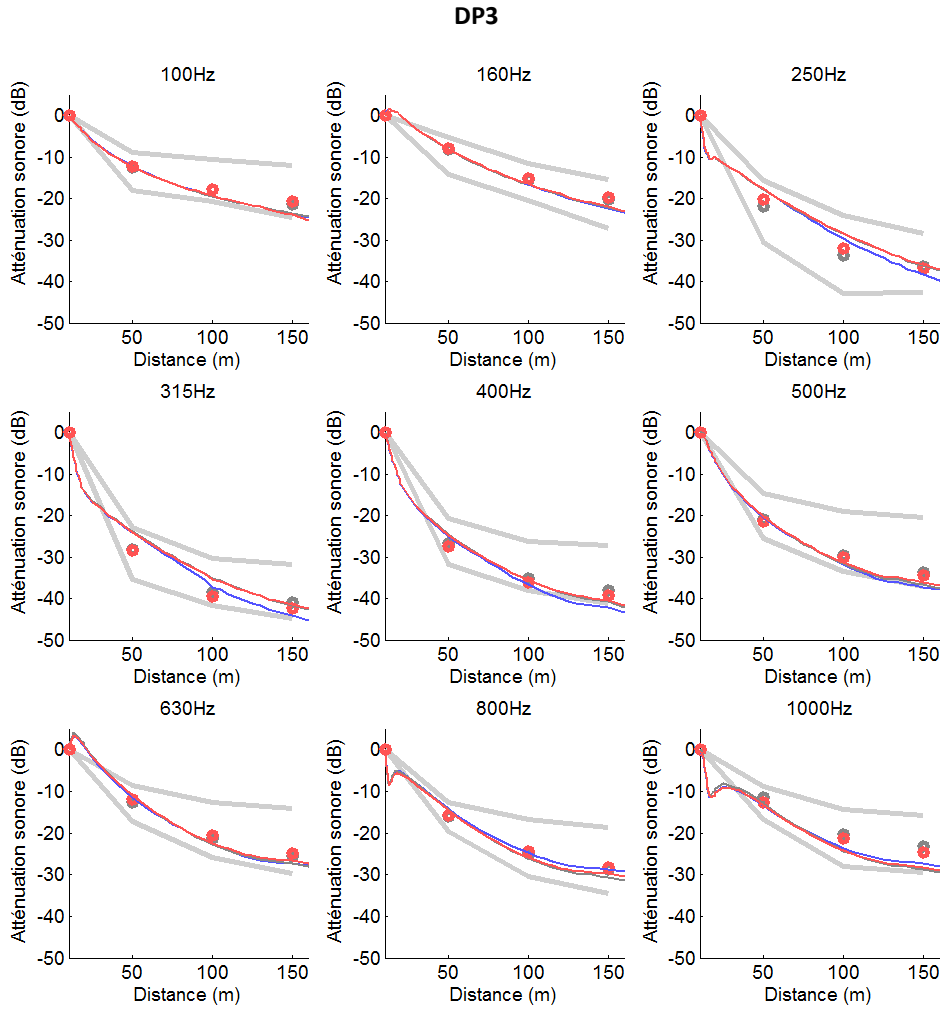 DP3
100Hz
160Hz
250Hz
Atténuation sonore (dB)
0
-10
-20
-30
-40
-50
50
100
150
Distance (m)
Atténuation sonore (dB)
0
-10
-20
-30
-40
-50
50
100
150
Distance (m)
Atténuation sonore (dB)
0
-10
-20
-30
-40
-50
50
100
150
Distance (m)
315Hz
400Hz
500Hz
Atténuation sonore (dB)
0
-10
-20
-30
-40
-50
50
100
150
Distance (m)
Atténuation sonore (dB)
0
-10
-20
-30
-40
-50
50
100
150
Distance (m)
Atténuation sonore (dB)
0
-10
-20
-30
-40
-50
50
100
150
Distance (m)
630Hz
800Hz
1000Hz
Atténuation sonore (dB)
0
-10
-20
-30
-40
-50
50
100
150
Distance (m)
Atténuation sonore (dB)
0
-10
-20
-30
-40
-50
50
100
150
Distance (m)
Atténuation sonore (dB)
0
-10
-20
-30
-40
-50
50
100
150
Distance (m)